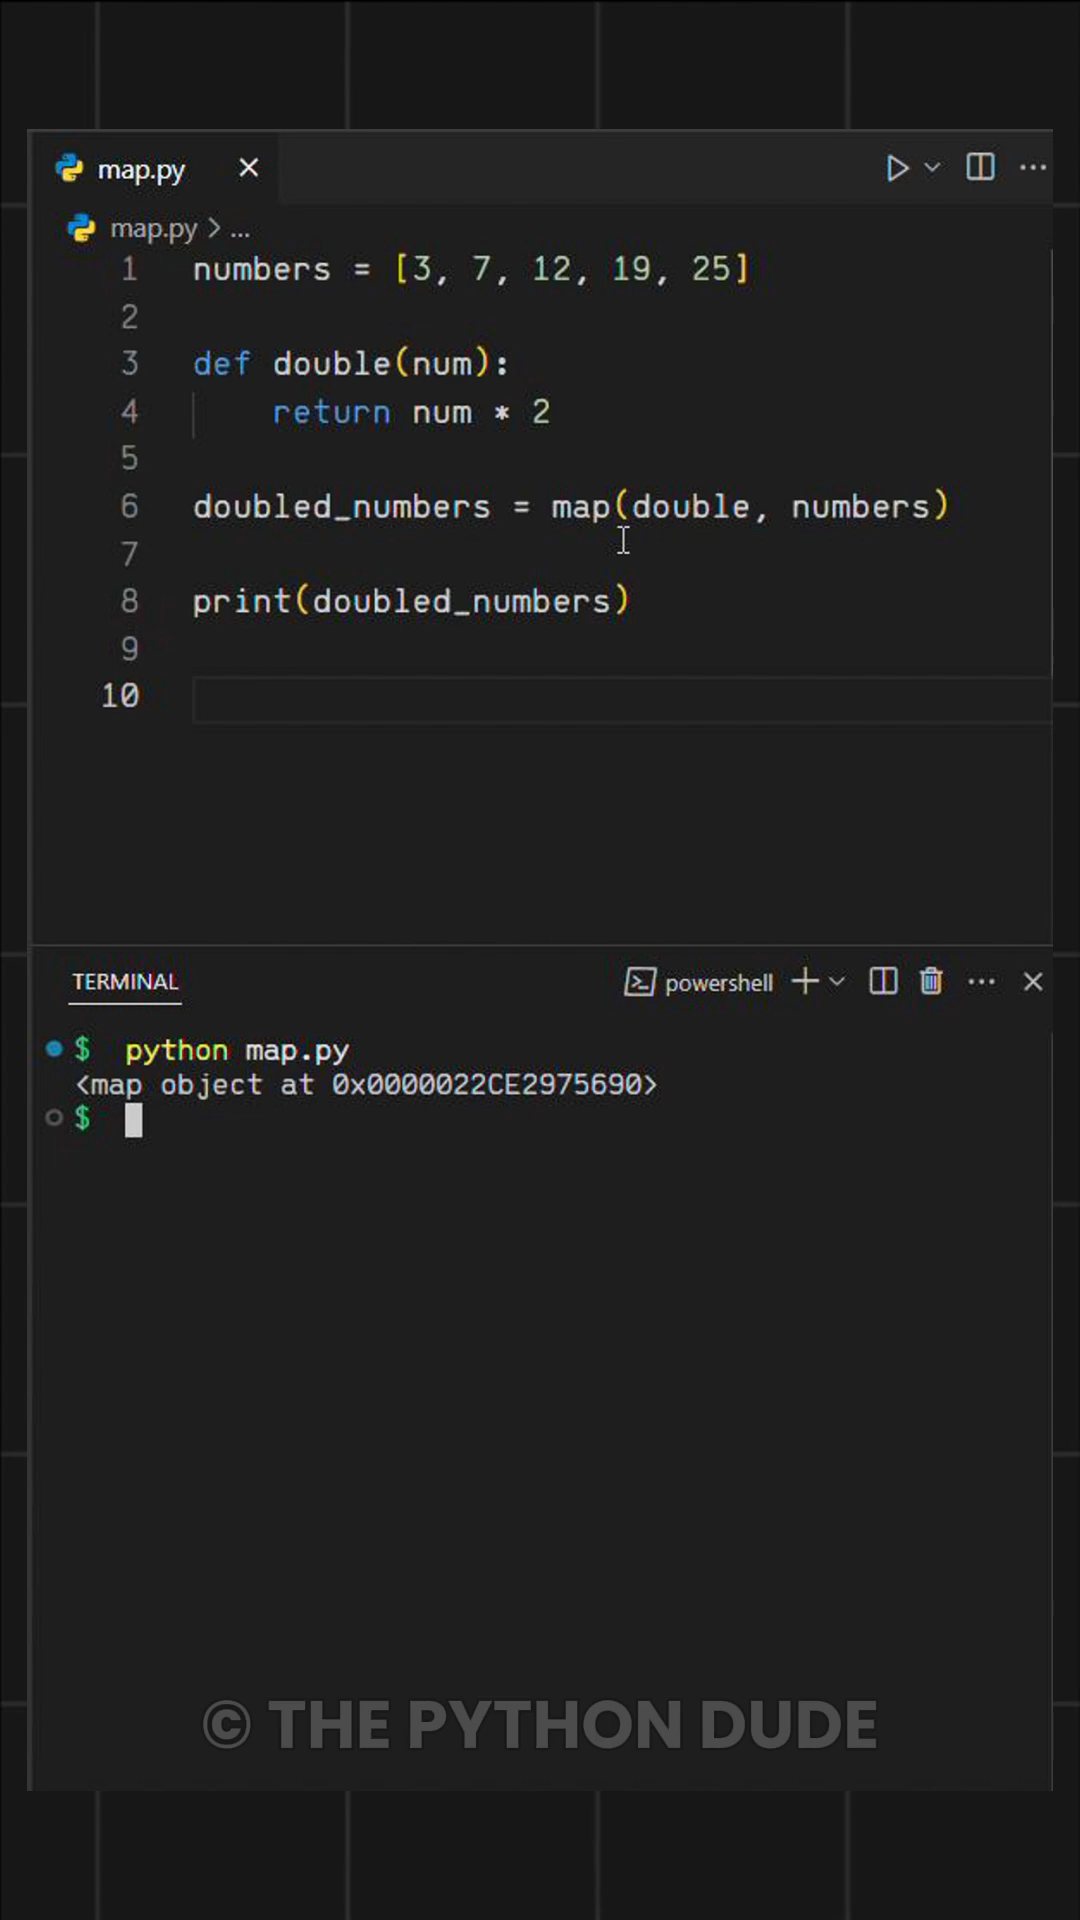 map.py
map.py > ...
1 numbers = [3, 7, 12, 19, 25]
2
3 def double(num):
4     return num * 2
5
6 doubled_numbers = map(double, numbers)
7
8 print(doubled_numbers)
9
10
TERMINAL
powershell
$ python map.py
<map object at 0x0000022CE2975690>
$
© THE PYTHON DUDE